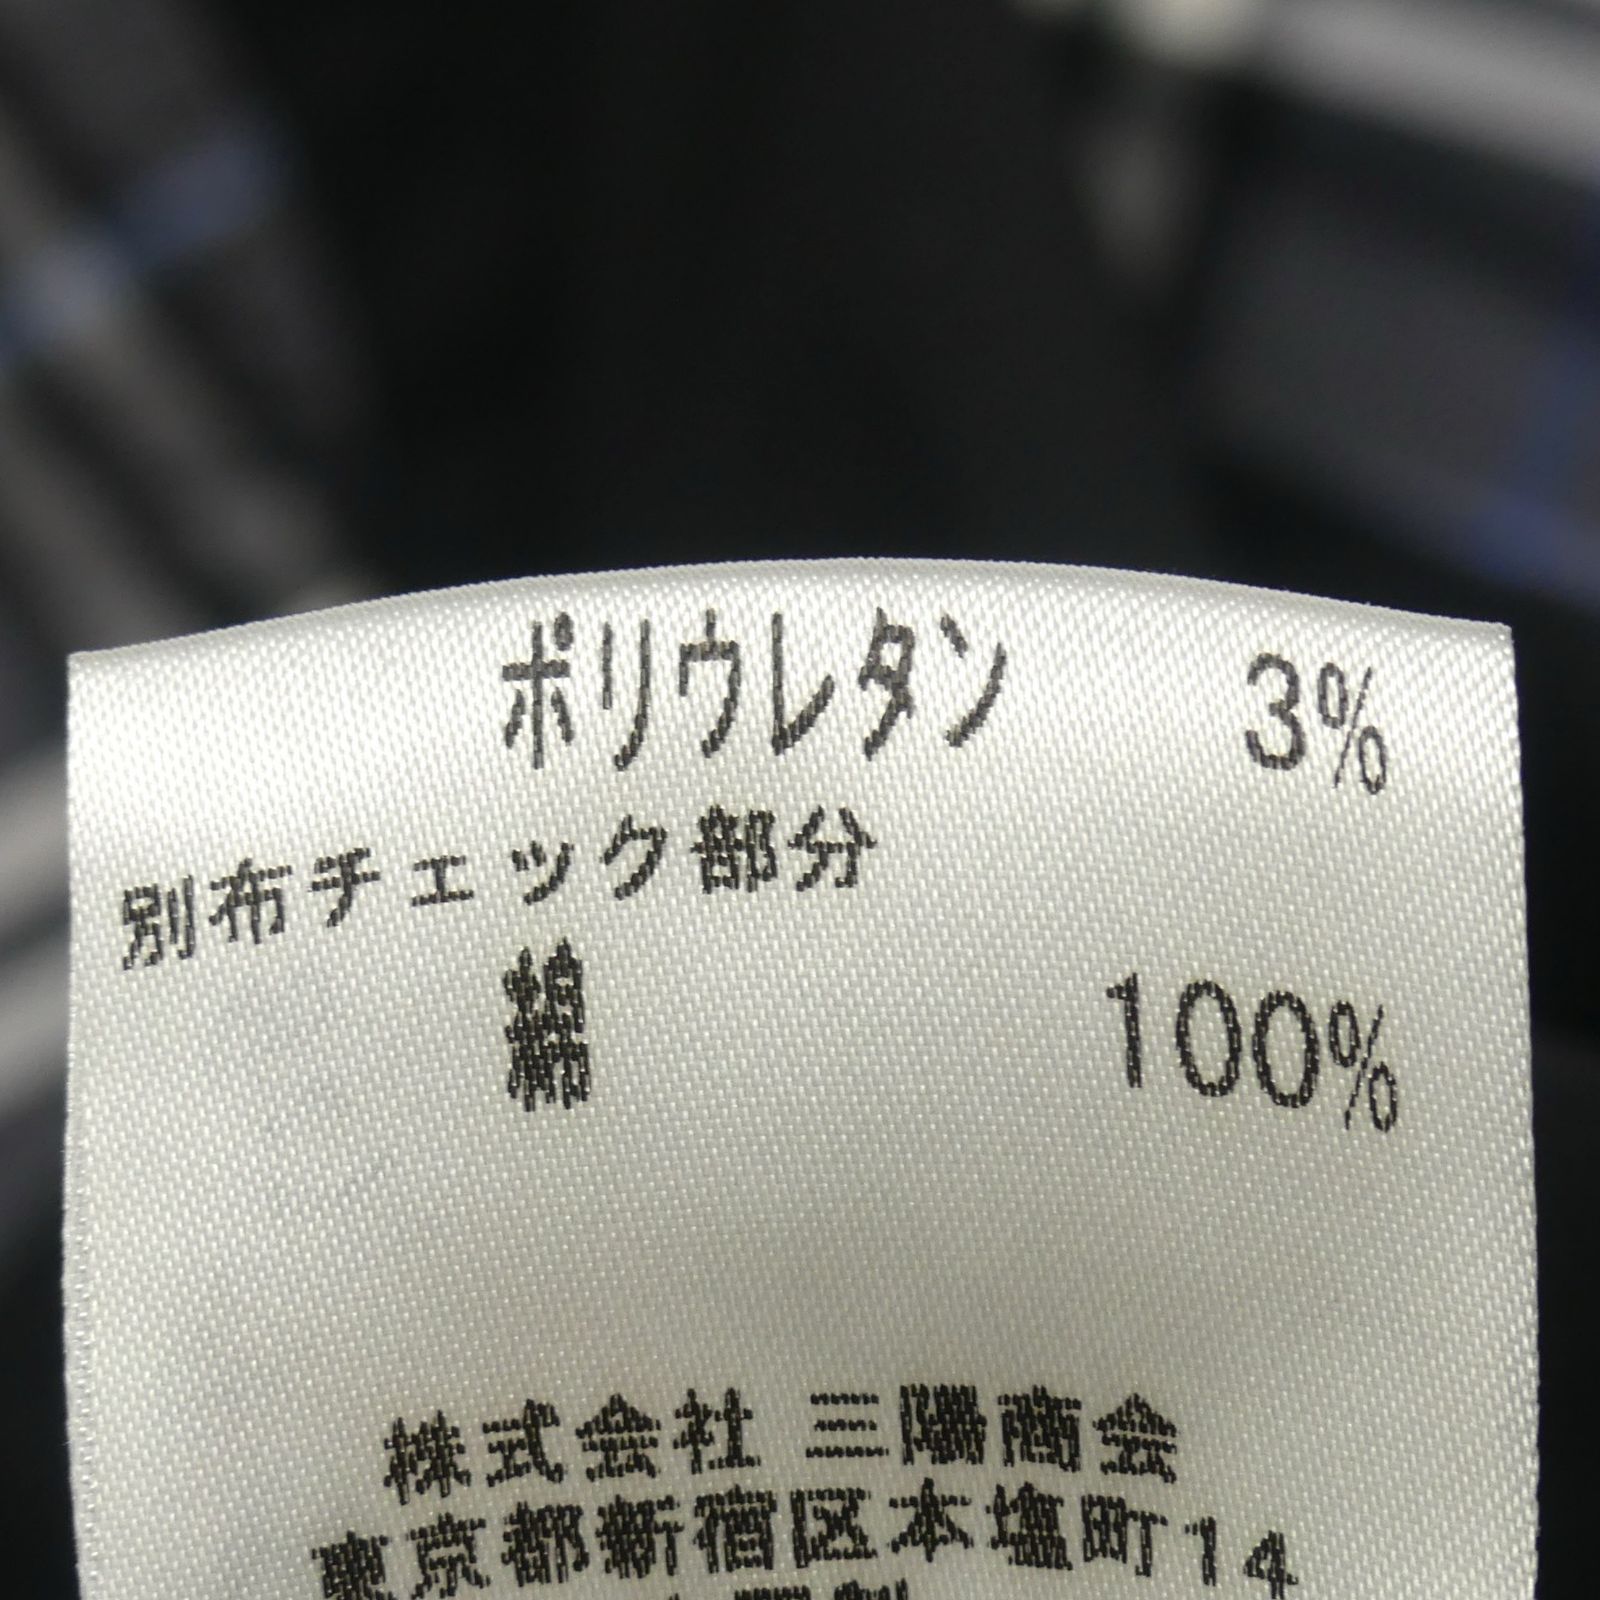 ポリウレタン 3%
別布チェック部分
綿 100%
株式会社 三陽商会
東京都新宿区本塩町14